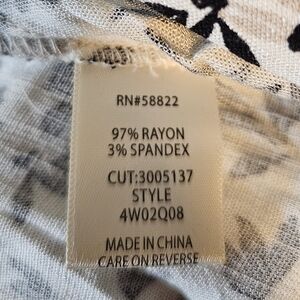 RN#58822
97% RAYON
3% SPANDEX
CUT:3005137
STYLE
4W02Q08
MADE IN CHINA
CARE ON REVERSE